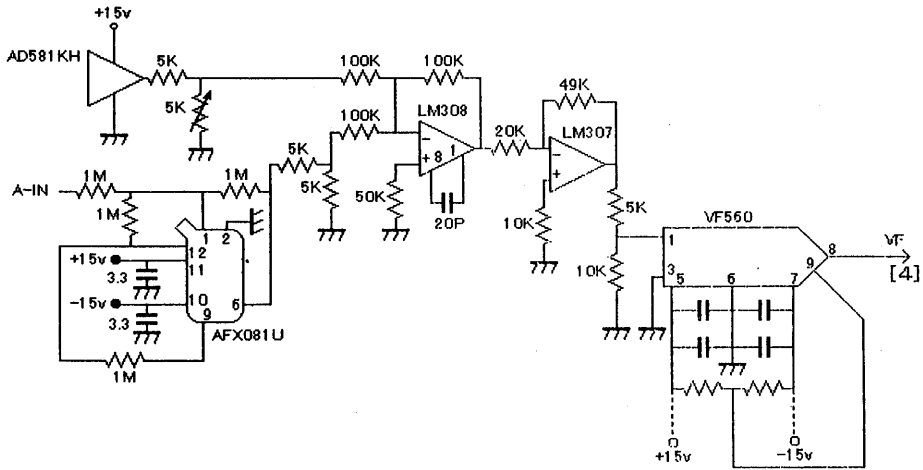 +15v
AD581KH
5K
5K
100K
100K
100K
LM308
-
+
8
1
50K
20P
20K
49K
LM307
-
+
10K
5K
10K
A-IN
1M
1M
1M
5K
5K
1
2
12
11
10
9
6
+15v
3.3
-15v
3.3
AFX081U
1M
VF560
1
3
5
6
7
8
9
VF
[4]
+15v
-15v